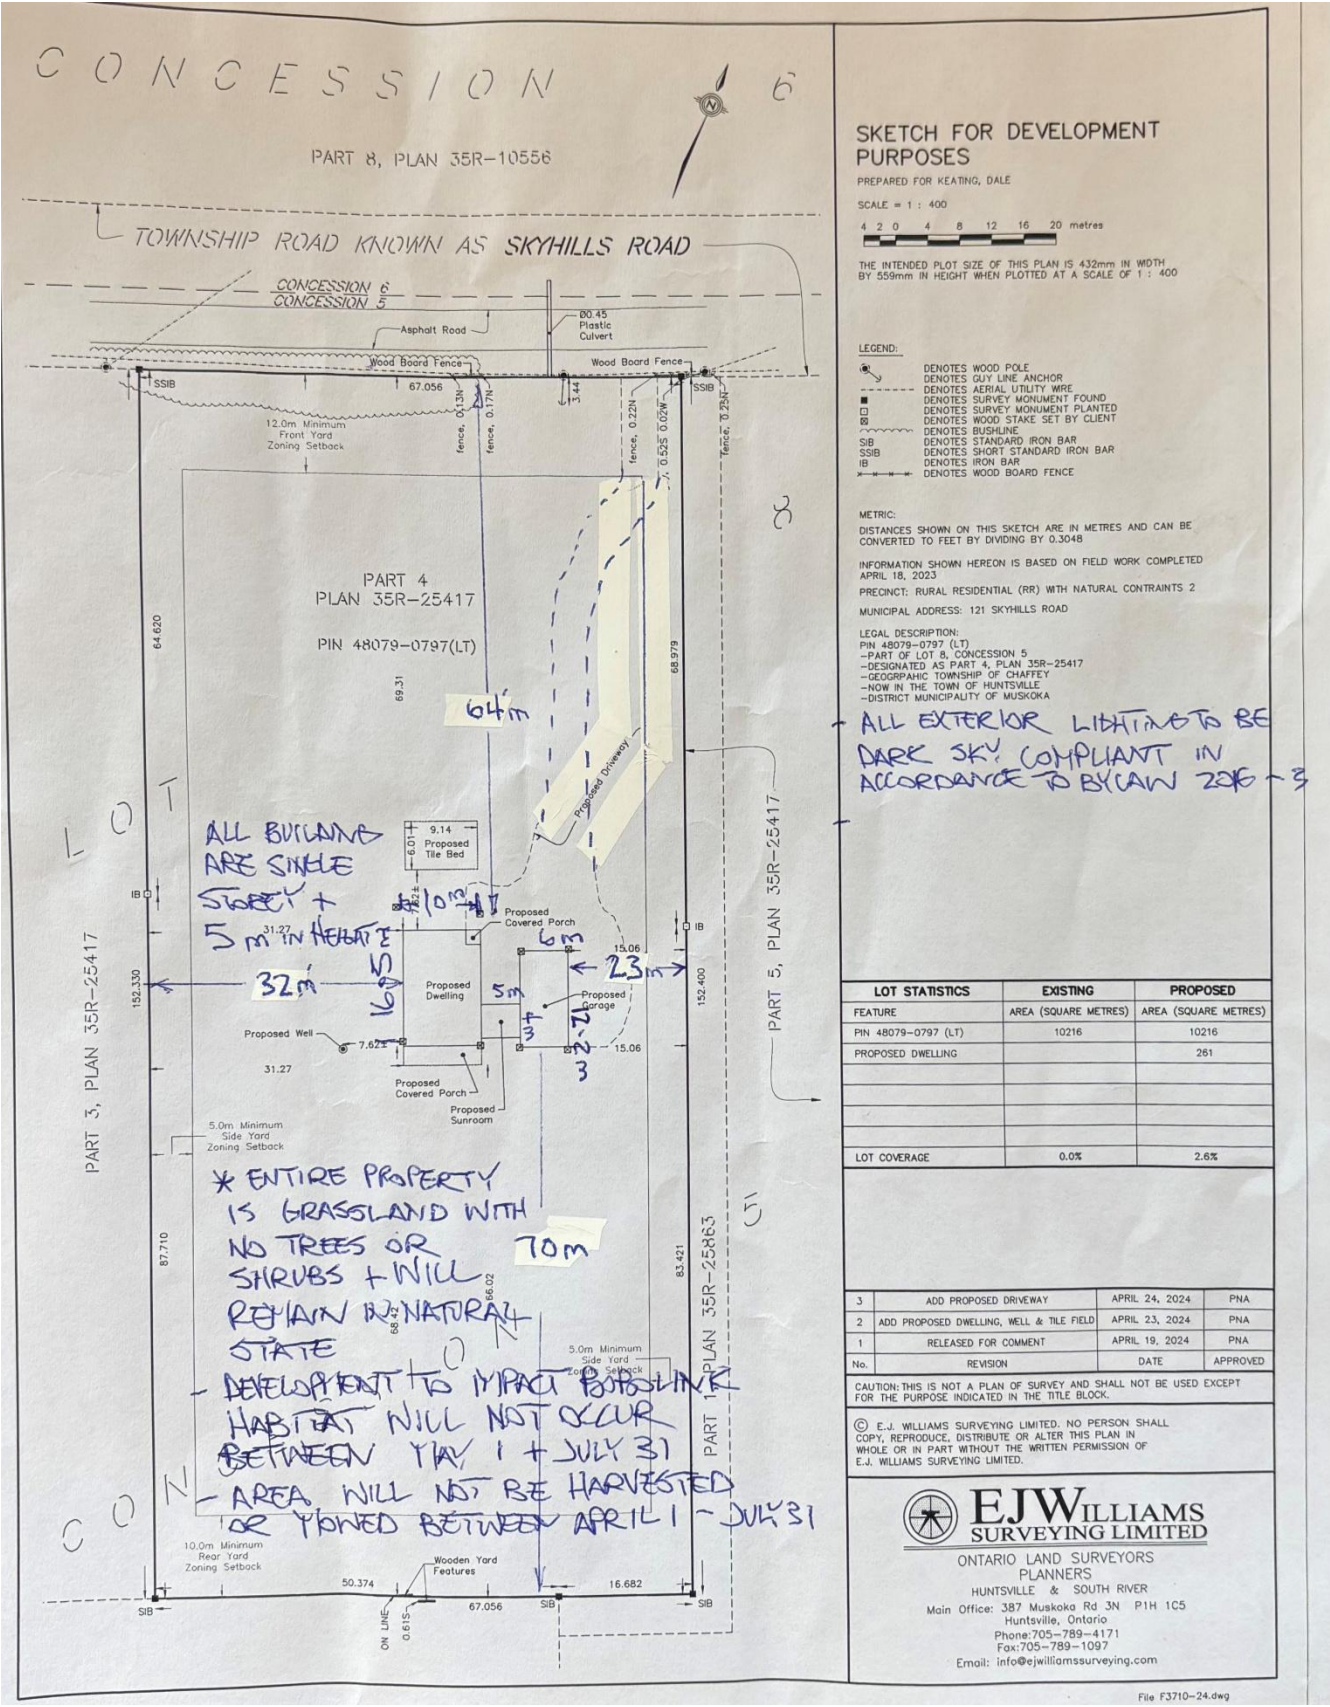 CONCESSION 6
PART 8, PLAN 35R-10556
N
TOWNSHIP ROAD KNOWN AS SKYHILLS ROAD
CONCESSION 6
CONCESSION 5
Asphalt Road
Ø0.45
Plastic
Culvert
Wood Board Fence
Wood Board Fence
SSIB
67.056
3.44
SSIB
fence, 0.13N
fence, 0.17N
fence, 0.22N
0.52S 0.02W
fence, 0.25N
12.0m Minimum
Front Yard
Zoning Setback
8
PART 4
PLAN 35R-25417
PIN 48079-0797(LT)
64.620
69.31
68.979
64m
Proposed Driveway
LOT
ALL BUILDING
ARE SINGLE
STOREY +
5m IN HEIGHT
9.14
6.01
Proposed
Tile Bed
7.62±
10m
IB
Proposed
Covered Porch
IB
31.27
6m
15.06
32m
23m
Proposed
Dwelling
5m
Proposed
Garage
152.330
152.400
PART 3, PLAN 35R-25417
PART 5, PLAN 35R-25417
Proposed Well
7.62±
15.06
31.27
Proposed
Covered Porch
Proposed
Sunroom
5.0m Minimum
Side Yard
Zoning Setback
* ENTIRE PROPERTY
IS GRASSLAND WITH
NO TREES OR
SHRUBS + WILL
REMAIN IN NATURAL
STATE
70m
87.710
68.42
66.02
83.421
5
PART 1, PLAN 35R-25863
5.0m Minimum
Side Yard
Zoning Setback
- DEVELOPMENT TO IMPACT BOBOLINK
HABITAT WILL NOT OCCUR
BETWEEN MAY 1 + JULY 31
- AREA WILL NOT BE HARVESTED
OR MOWED BETWEEN APRIL 1 - JULY 31
CON
10.0m Minimum
Rear Yard
Zoning Setback
Wooden Yard
Features
50.374
16.682
SIB
67.056
SIB
SIB
ON LINE
0.61S
SKETCH FOR DEVELOPMENT
PURPOSES
PREPARED FOR KEATING, DALE
SCALE = 1 : 400
4 2 0 4 8 12 16 20 metres
THE INTENDED PLOT SIZE OF THIS PLAN IS 432mm IN WIDTH
BY 559mm IN HEIGHT WHEN PLOTTED AT A SCALE OF 1 : 400
LEGEND:
DENOTES WOOD POLE
DENOTES GUY LINE ANCHOR
DENOTES AERIAL UTILITY WIRE
DENOTES SURVEY MONUMENT FOUND
DENOTES SURVEY MONUMENT PLANTED
DENOTES WOOD STAKE SET BY CLIENT
DENOTES BUSHLINE
SIB DENOTES STANDARD IRON BAR
SSIB DENOTES SHORT STANDARD IRON BAR
IB DENOTES IRON BAR
DENOTES WOOD BOARD FENCE
METRIC:
DISTANCES SHOWN ON THIS SKETCH ARE IN METRES AND CAN BE
CONVERTED TO FEET BY DIVIDING BY 0.3048
INFORMATION SHOWN HEREON IS BASED ON FIELD WORK COMPLETED
APRIL 18, 2023
PRECINCT: RURAL RESIDENTIAL (RR) WITH NATURAL CONTRAINTS 2
MUNICIPAL ADDRESS: 121 SKYHILLS ROAD
LEGAL DESCRIPTION:
PIN 48079-0797 (LT)
-PART OF LOT 8, CONCESSION 5
-DESIGNATED AS PART 4, PLAN 35R-25417
-GEOGRPAHIC TOWNSHIP OF CHAFFEY
-NOW IN THE TOWN OF HUNTSVILLE
-DISTRICT MUNICIPALITY OF MUSKOKA
- ALL EXTERIOR LIGHTING TO BE
DARK SKY COMPLIANT IN
ACCORDANCE TO BYLAW 2016-3
LOT STATISTICS EXISTING PROPOSED
FEATURE AREA (SQUARE METRES) AREA (SQUARE METRES)
PIN 48079-0797 (LT) 10216 10216
PROPOSED DWELLING 261
LOT COVERAGE 0.0% 2.6%
3 ADD PROPOSED DRIVEWAY APRIL 24, 2024 PNA
2 ADD PROPOSED DWELLING, WELL & TILE FIELD APRIL 23, 2024 PNA
1 RELEASED FOR COMMENT APRIL 19, 2024 PNA
No. REVISION DATE APPROVED
CAUTION: THIS IS NOT A PLAN OF SURVEY AND SHALL NOT BE USED EXCEPT
FOR THE PURPOSE INDICATED IN THE TITLE BLOCK.
© E.J. WILLIAMS SURVEYING LIMITED. NO PERSON SHALL
COPY, REPRODUCE, DISTRIBUTE OR ALTER THIS PLAN IN
WHOLE OR IN PART WITHOUT THE WRITTEN PERMISSION OF
E.J. WILLIAMS SURVEYING LIMITED.
EJWILLIAMS
SURVEYING LIMITED
ONTARIO LAND SURVEYORS
PLANNERS
HUNTSVILLE & SOUTH RIVER
Main Office: 387 Muskoka Rd 3N P1H 1C5
Huntsville, Ontario
Phone:705-789-4171
Fax:705-789-1097
Email: info@ejwilliamssurveying.com
File F3710-24.dwg